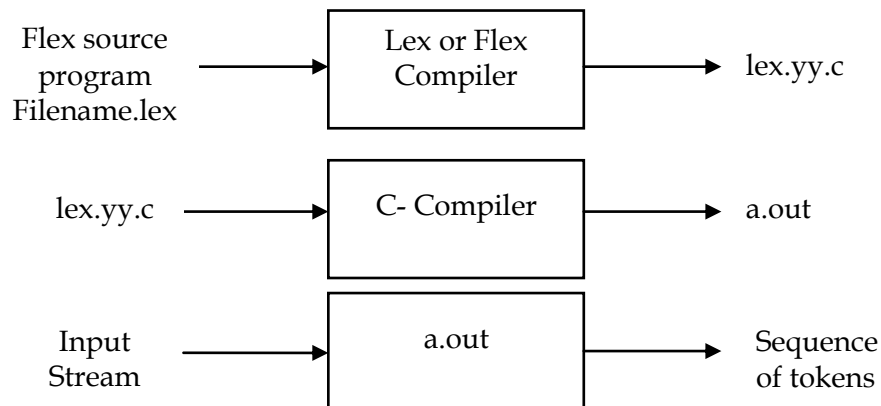 Flex source
program
Filename.lex
Lex or Flex
Compiler
lex.yy.c
lex.yy.c
C- Compiler
a.out
Input
Stream
a.out
Sequence
of tokens